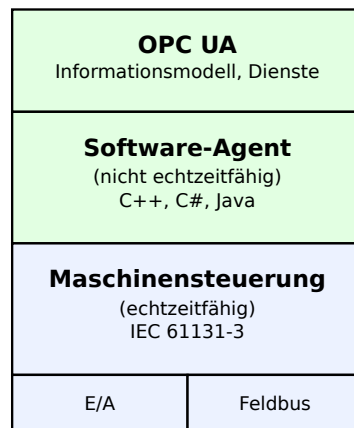 OPC UA
Informationsmodell, Dienste
Software-Agent
(nicht echtzeitfähig)
C++, C#, Java
Maschinensteuerung
(echtzeitfähig)
IEC 61131-3
E/A
Feldbus